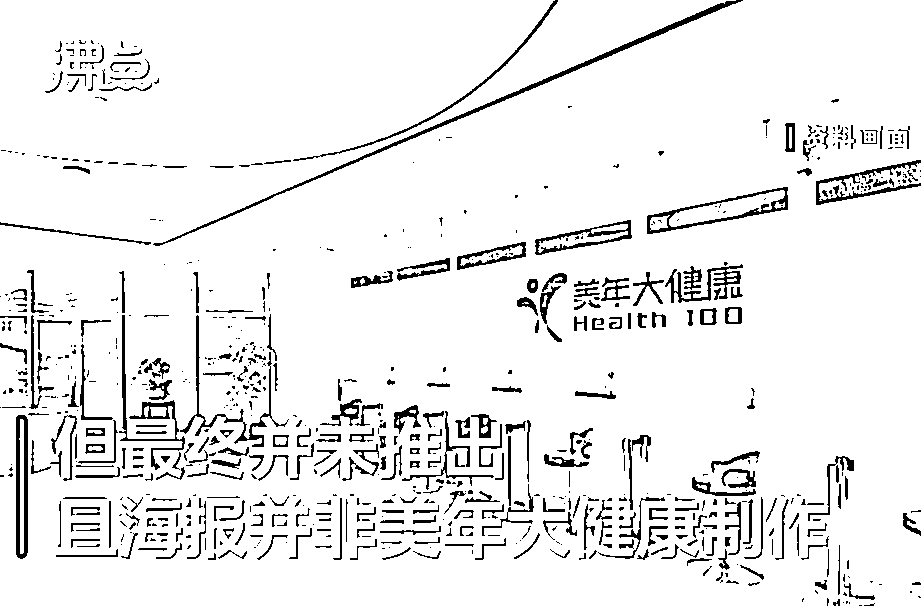 沸点
资料画面
美年大健康
Health 100
但最终并未推出
且海报并非美年大健康制作